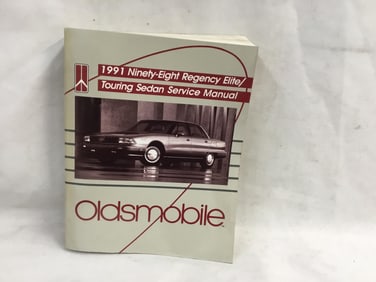 1991 Ninety-Eight Regency Elite/
Touring Sedan Service Manual
Oldsmobile